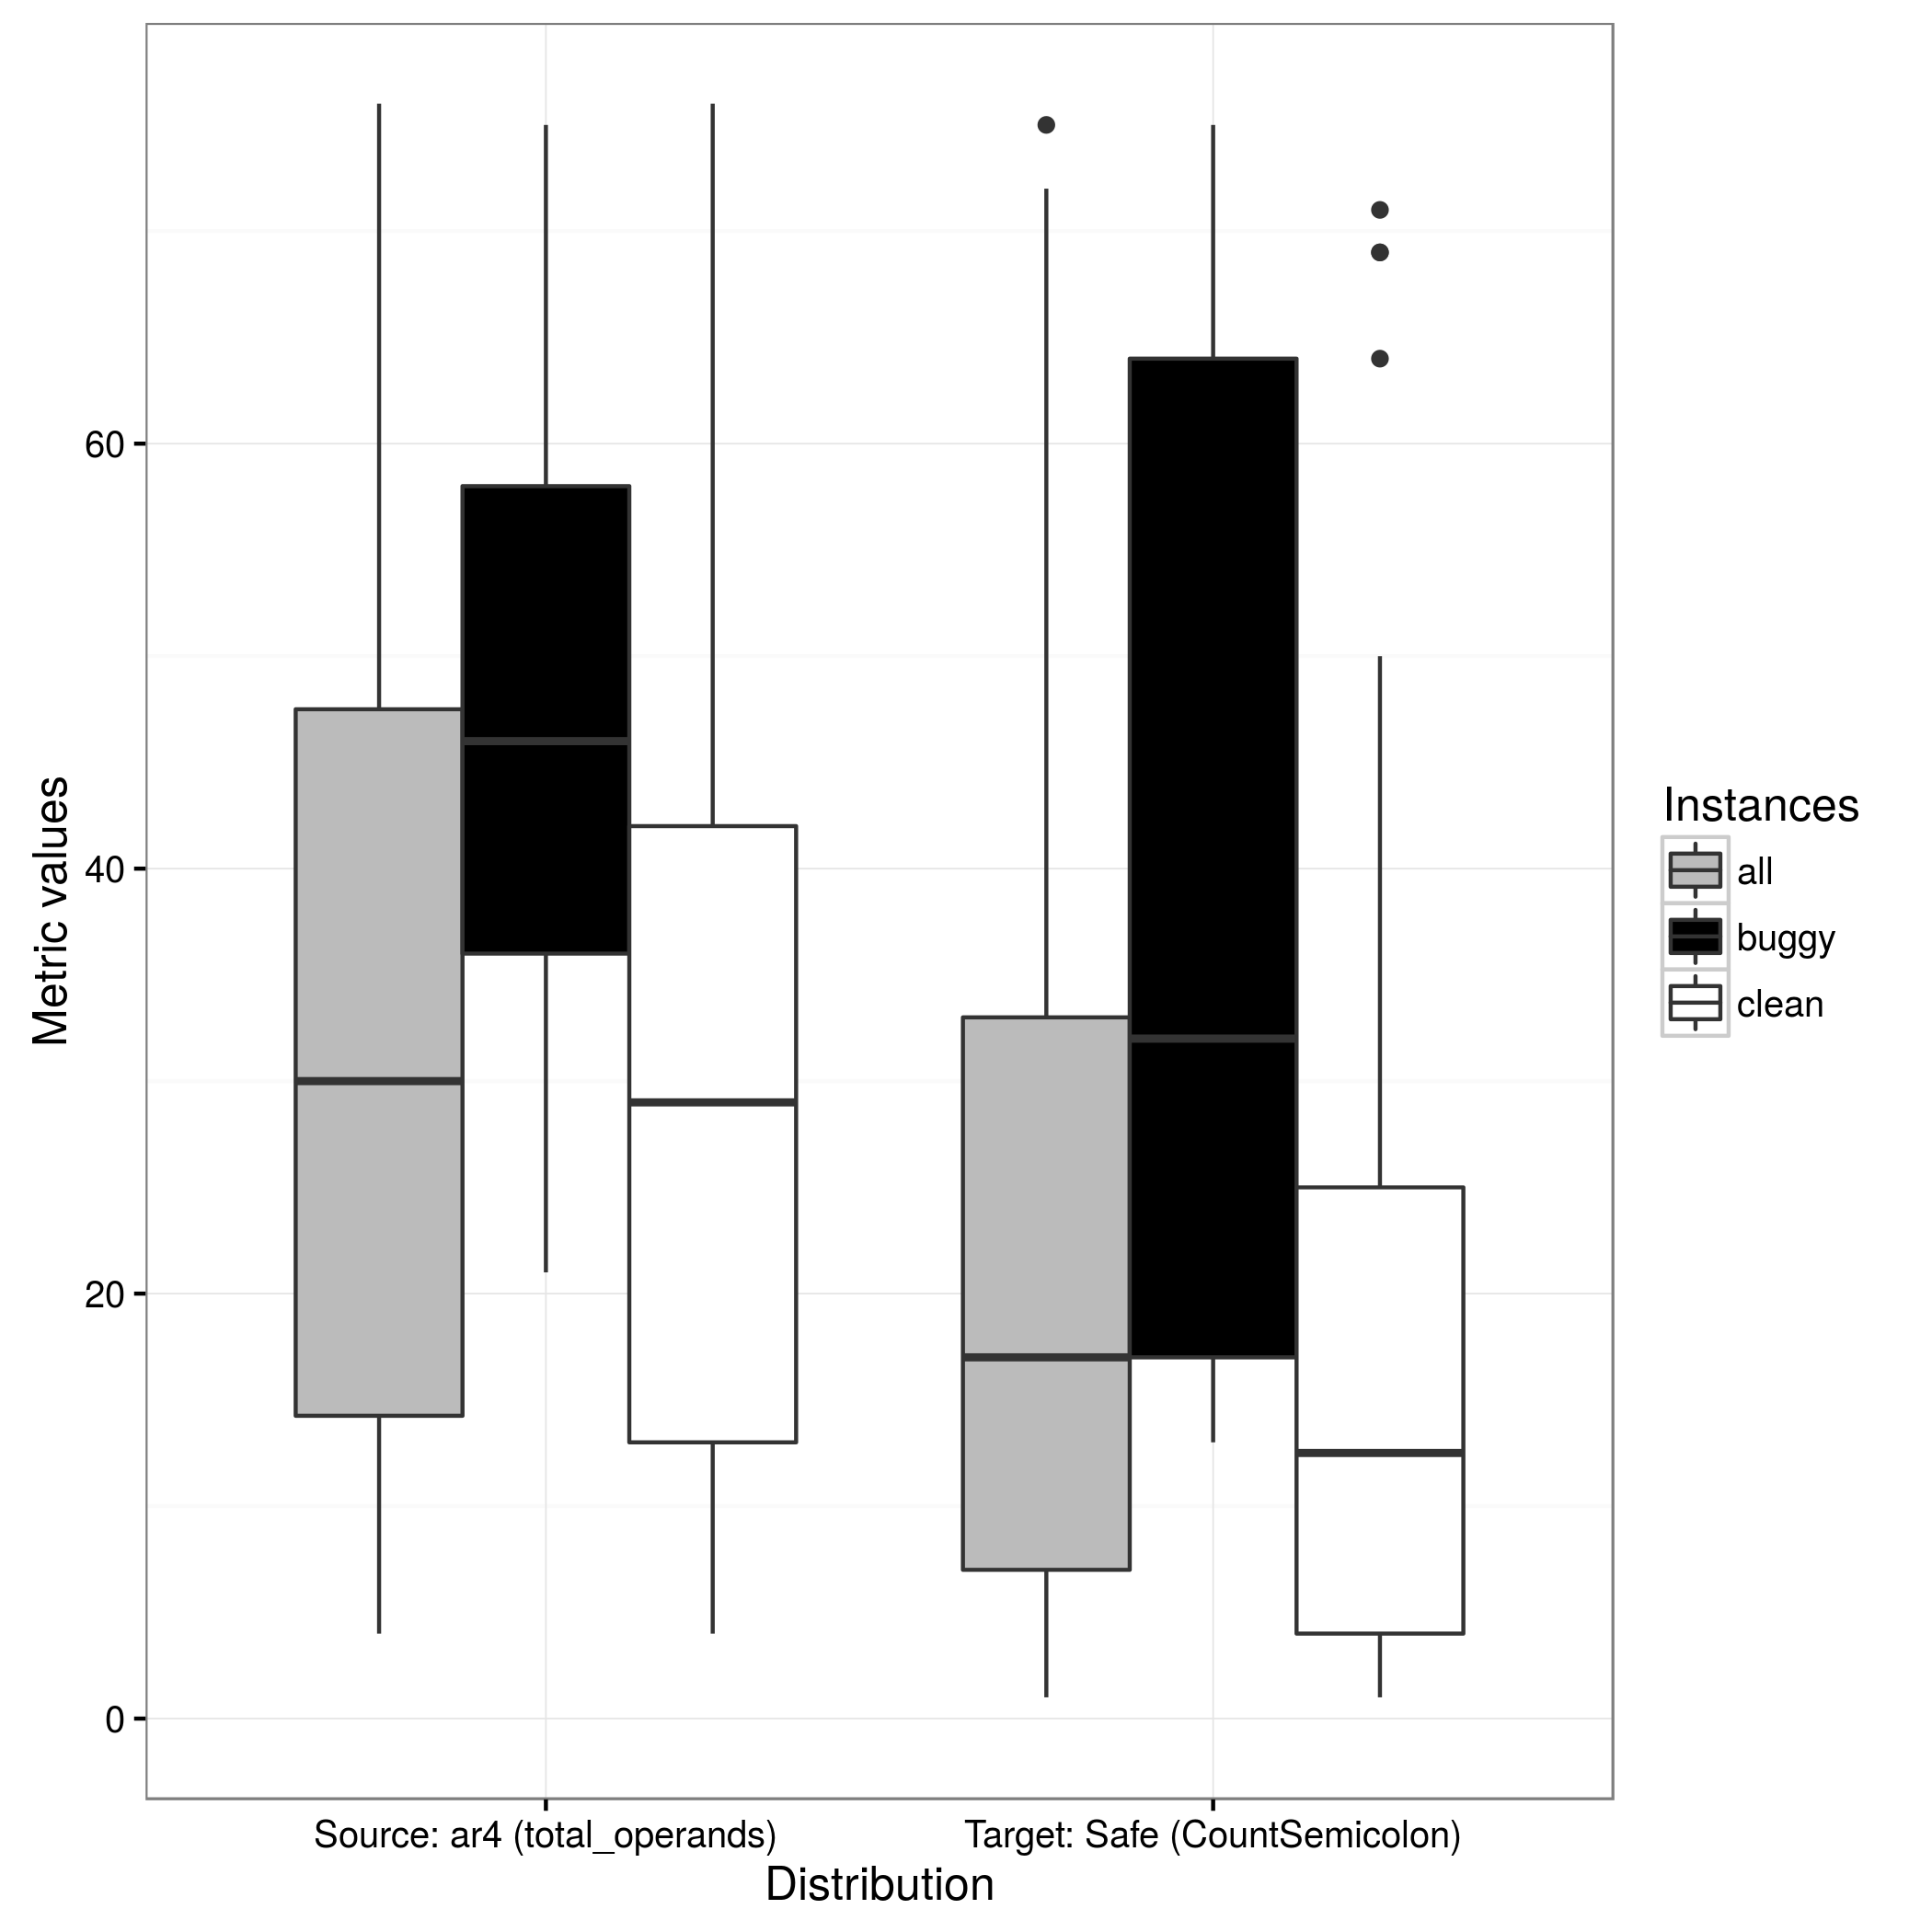 Metric values
60
40
20
0
Source: ar4 (total_operands)
Target: Safe (CountSemicolon)
Distribution
Instances
all
buggy
clean